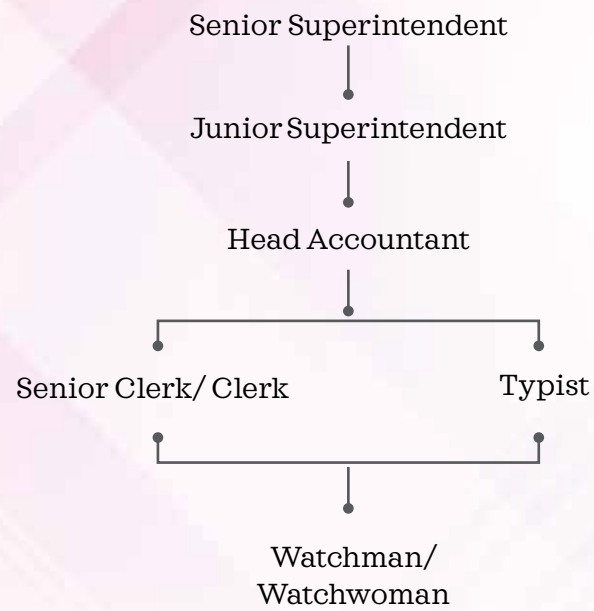 Senior Superintendent
Junior Superintendent
Head Accountant
Senior Clerk/ Clerk
Typist
Watchman/
Watchwoman